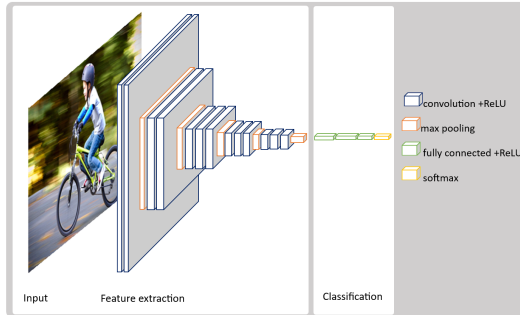 convolution +ReLU
max pooling
fully connected +ReLU
softmax
Input
Feature extraction
Classification